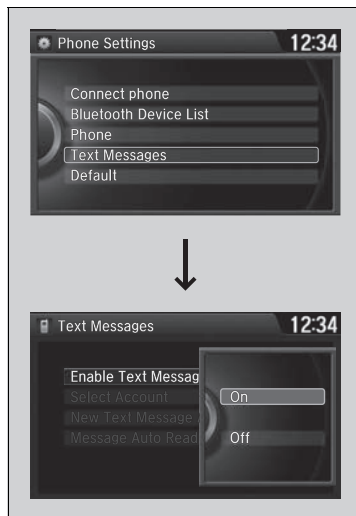 Phone Settings 12:34
Connect phone
Bluetooth Device List
Phone
Text Messages
Default
Text Messages 12:34
Enable Text Messag
Select Account
New Text Message
Message Auto Read
On
Off